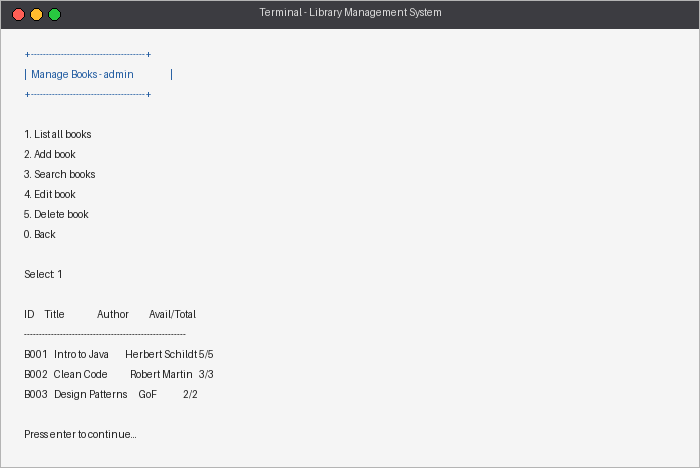 Terminal - Library Management System
+--------------------------------------+
| Manage Books - admin |
+--------------------------------------+
1. List all books
2. Add book
3. Search books
4. Edit book
5. Delete book
0. Back
Select: 1
ID Title Author Avail/Total
------------------------------------------------------
B001 Intro to Java Herbert Schildt 5/5
B002 Clean Code Robert Martin 3/3
B003 Design Patterns GoF 2/2
Press enter to continue...